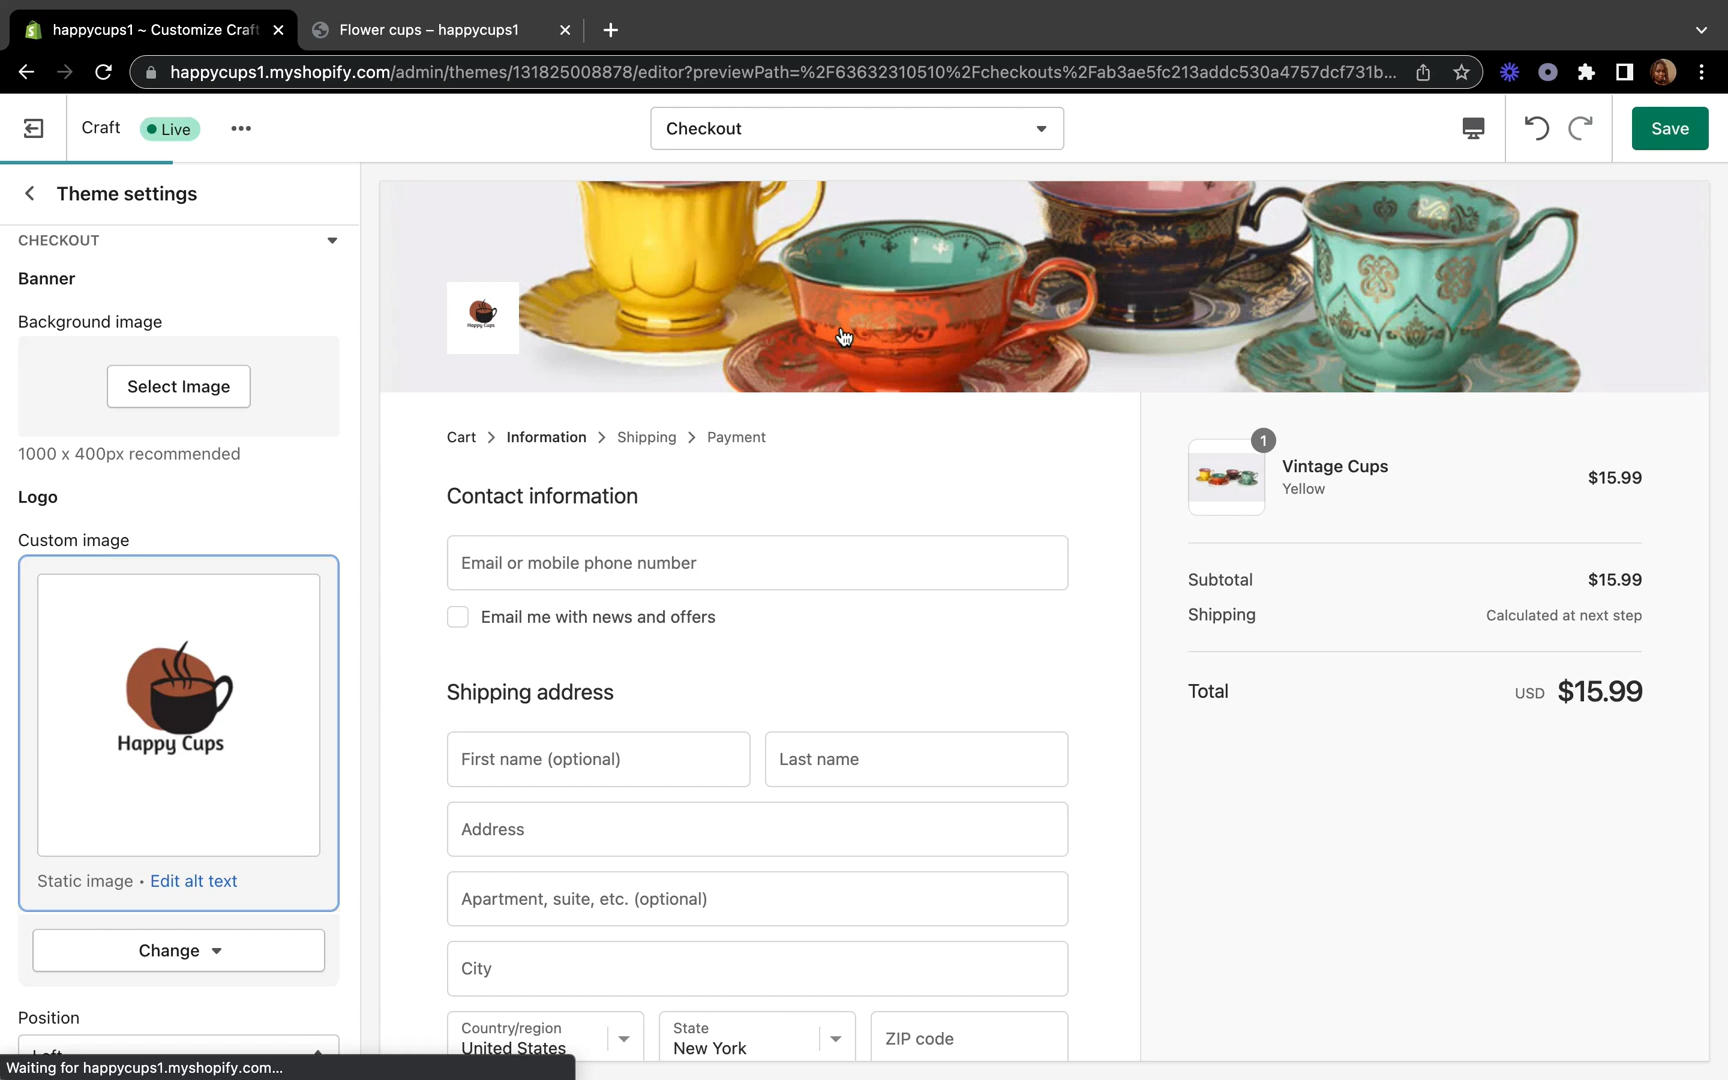 happycups1 ~ Customize Craft
Flower cups – happycups1
happycups1.myshopify.com/admin/themes/131825008878/editor?previewPath=%2F63632310510%2Fcheckouts%2Fab3ae5fc213addc530a4757dcf731b...
Craft
Live
Checkout
Save
Theme settings
CHECKOUT
Banner
Background image
Select Image
1000 x 400px recommended
Logo
Custom image
Happy Cups
Static image • Edit alt text
Change
Position
Left
Waiting for happycups1.myshopify.com...
Happy Cups
Cart > Information > Shipping > Payment
Contact information
Email or mobile phone number
Email me with news and offers
Shipping address
First name (optional)
Last name
Address
Apartment, suite, etc. (optional)
City
Country/region
United States
State
New York
ZIP code
1
Vintage Cups
Yellow
$15.99
Subtotal
$15.99
Shipping
Calculated at next step
Total
USD $15.99